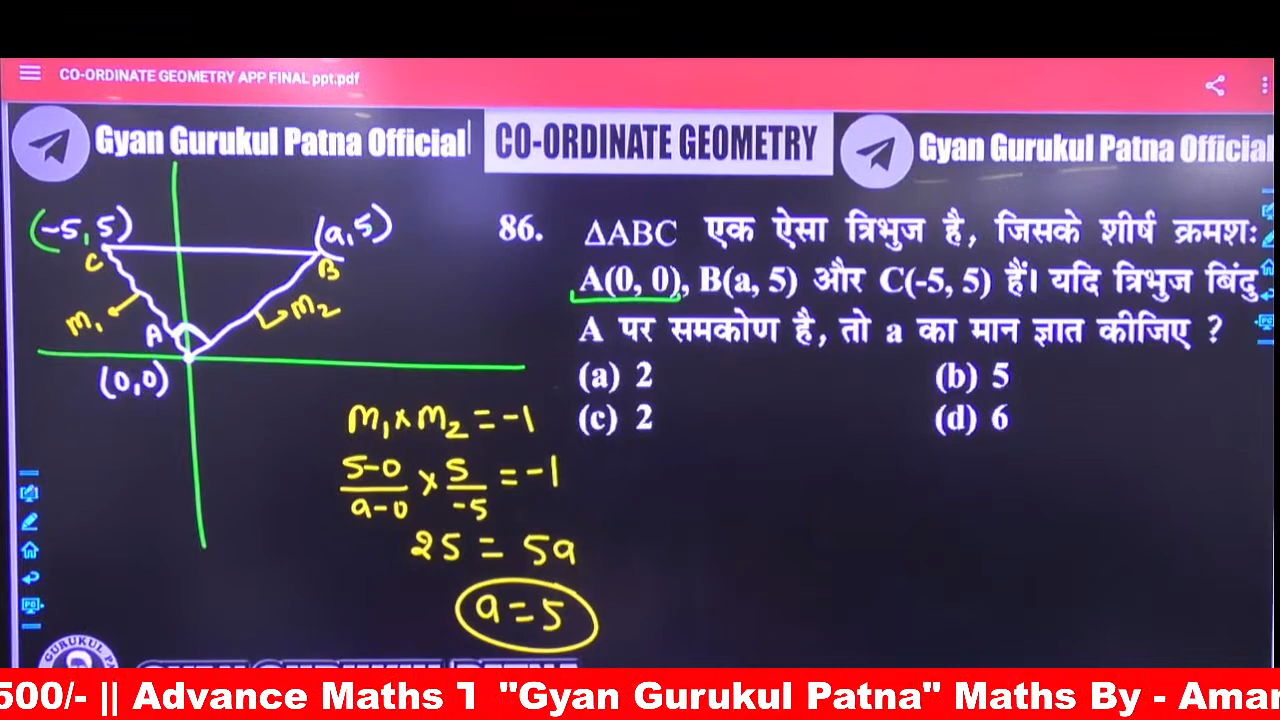 CO-ORDINATE GEOMETRY APP FINAL ppt.pdf
Gyan Gurukul Patna Official
CO-ORDINATE GEOMETRY
Gyan Gurukul Patna Official
86. ΔABC एक ऐसा त्रिभुज है, जिसके शीर्ष क्रमशः
A(0, 0), B(a, 5) और C(-5, 5) हैं। यदि त्रिभुज बिंदु
A पर समकोण है, तो a का मान ज्ञात कीजिए ?
(a) 2 (b) 5
(c) 2 (d) 6
(-5, 5) (a, 5)
C B
m₁ m₂
A
(0,0)
m₁ × m₂ = -1
5-0/a-0 × 5/-5 = -1
25 = 5a
a = 5
500/- || Advance Maths 1 "Gyan Gurukul Patna" Maths By - Aman